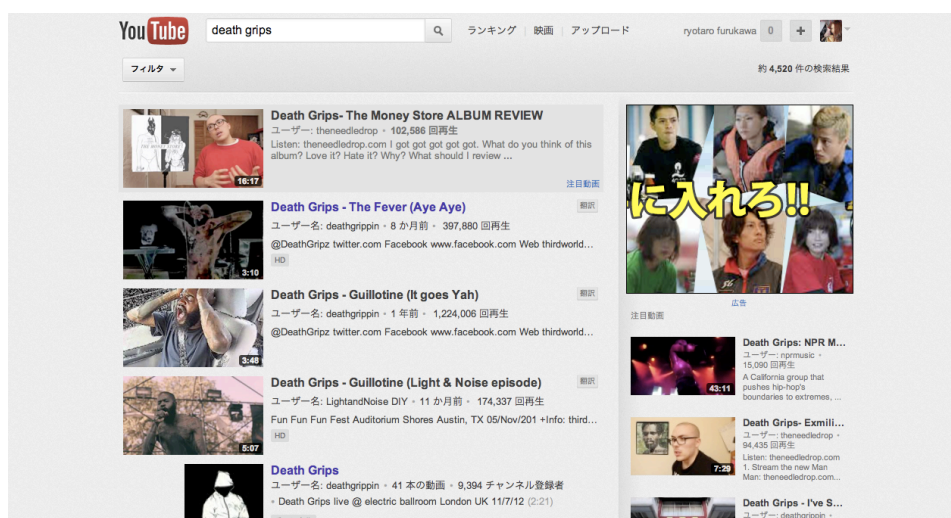 YouTube
death grips
ランキング 映画 アップロード
ryotaro furukawa 0 +
フィルタ
約 4,520 件の検索結果
Death Grips- The Money Store ALBUM REVIEW
ユーザー: theneedledrop • 102,586 回再生
Listen: theneedledrop.com I got got got got got. What do you think of this
album? Love it? Hate it? Why? What should I review ...
16:17
注目動画
Death Grips - The Fever (Aye Aye)
翻訳
ユーザー名: deathgrippin • 8 か月前 • 397,880 回再生
@DeathGripz twitter.com Facebook www.facebook.com Web thirdworld...
HD
3:10
Death Grips - Guillotine (It goes Yah)
翻訳
ユーザー名: deathgrippin • 1 年前 • 1,224,006 回再生
@DeathGripz twitter.com Facebook www.facebook.com Web thirdworld...
3:46
Death Grips - Guillotine (Light & Noise episode)
翻訳
ユーザー名: LightandNoise DIY • 11 か月前 • 174,337 回再生
Fun Fun Fun Fest Auditorium Shores Austin, TX 05/Nov/201 +Info: third...
HD
5:07
Death Grips
ユーザー名: deathgrippin • 41 本の動画 • 9,394 チャンネル登録者
• Death Grips live @ electric ballroom London UK 11/7/12 (2:21)
に入れろ!!
広告
注目動画
Death Grips: NPR M...
ユーザー: nprmusic •
15,090 回再生
A California group that
pushes hip-hop's
boundaries to extremes, ...
43:11
Death Grips- Exmili...
ユーザー: theneedledrop •
94,435 回再生
Listen: theneedledrop.com
1. Stream the new Man
Man: theneedledrop.com...
7:29
Death Grips - I've S...
ユーザー: deathgrippin •